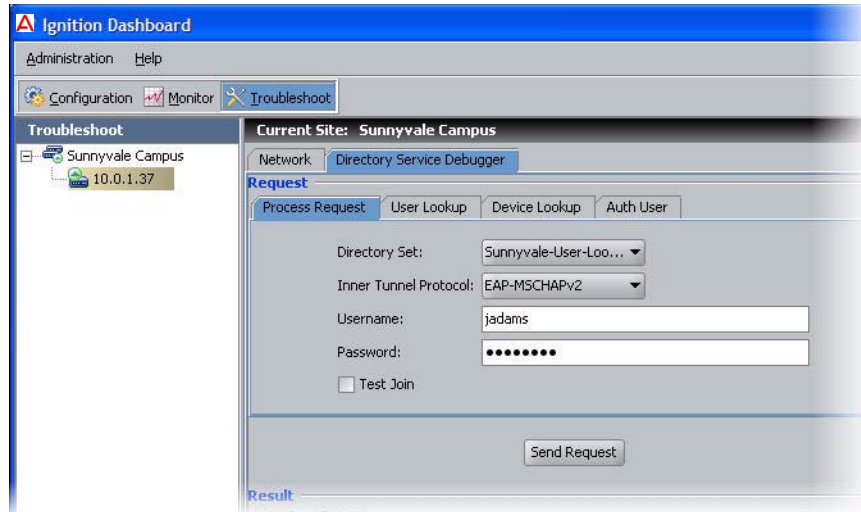 Ignition Dashboard
Administration Help
Configuration Monitor Troubleshoot
Troubleshoot
Current Site: Sunnyvale Campus
Sunnyvale Campus
10.0.1.37
Network Directory Service Debugger
Request
Process Request User Lookup Device Lookup Auth User
Directory Set: Sunnyvale-User-Loo...
Inner Tunnel Protocol: EAP-MSCHAPv2
Username: jadams
Password: ●●●●●●●●
Test Join
Send Request
Result